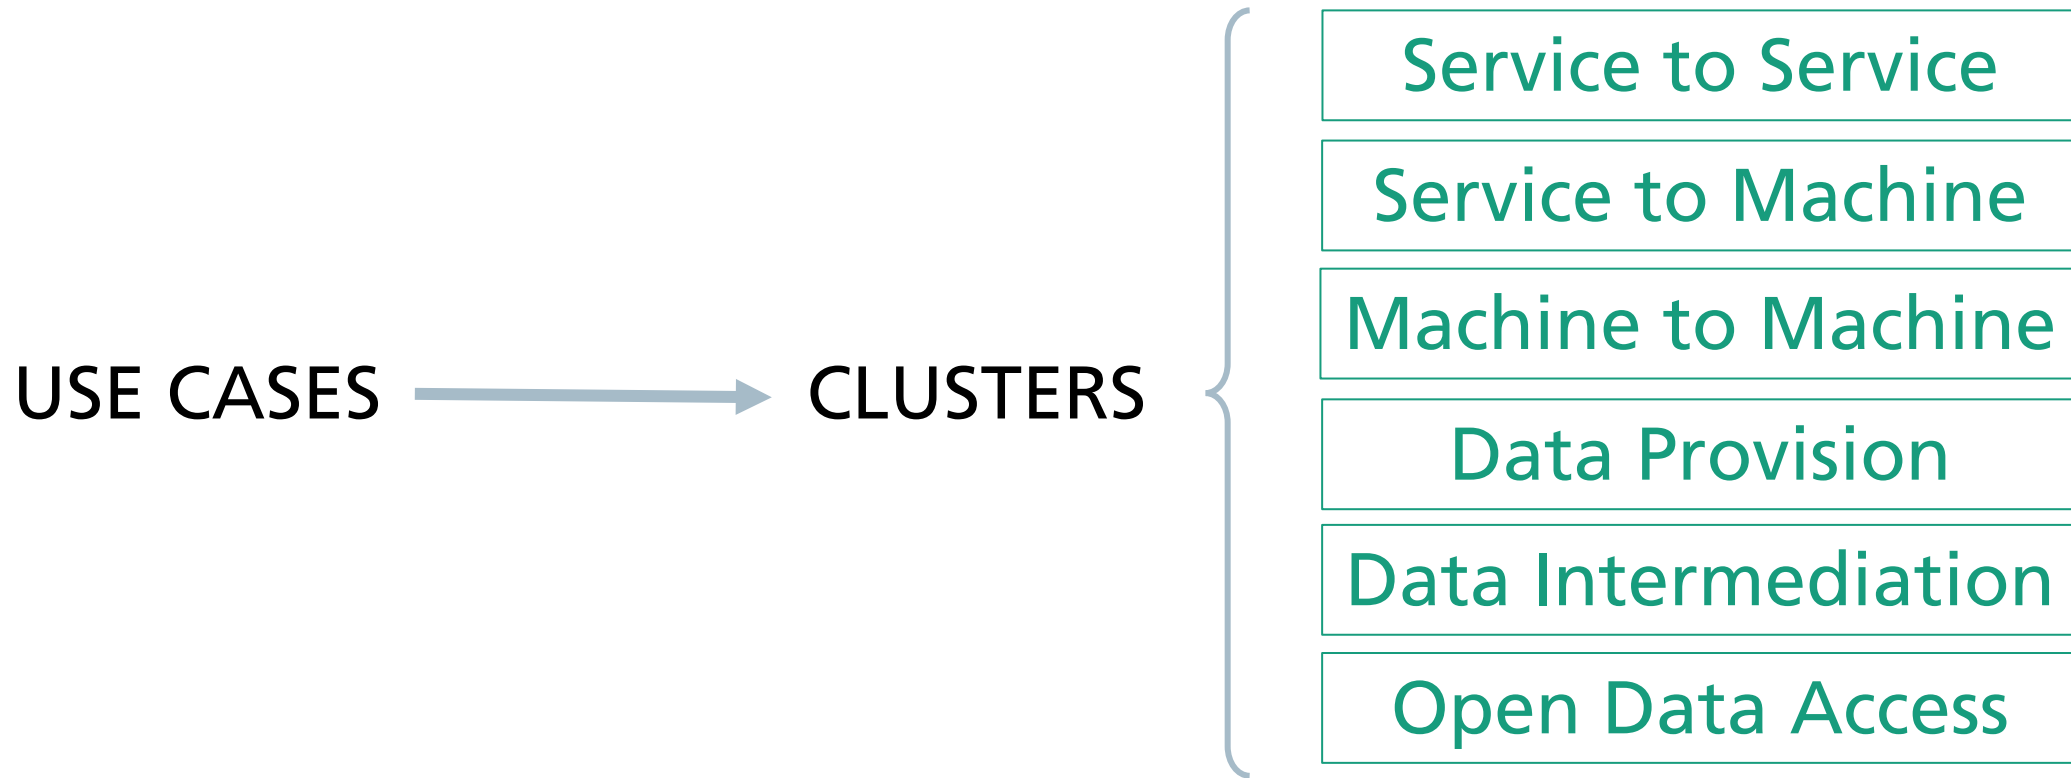 USE CASES
CLUSTERS
Service to Service
Service to Machine
Machine to Machine
Data Provision
Data Intermediation
Open Data Access